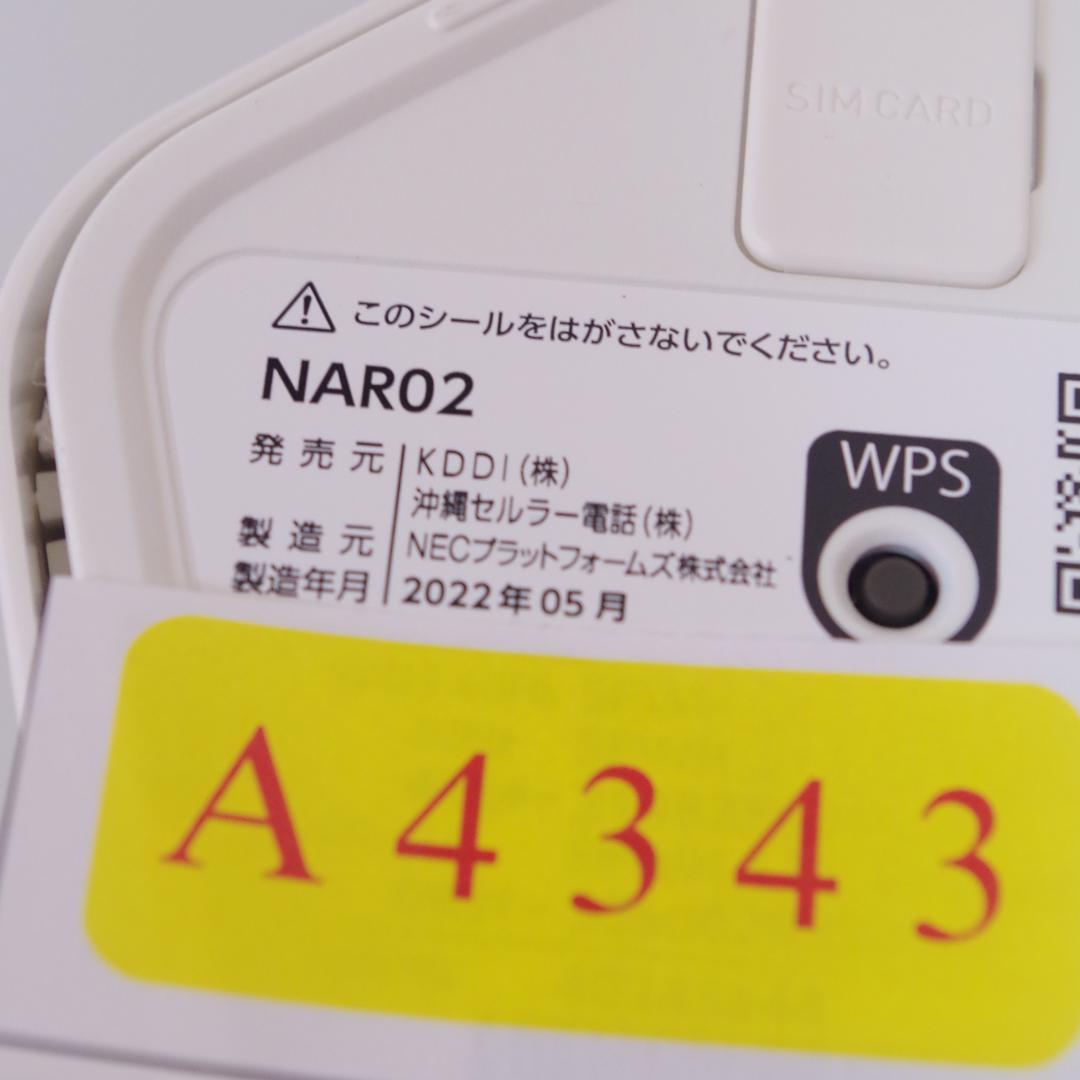 SIM CARD
このシールをはがさないでください。
NAR02
発売元 KDDI(株)
沖縄セルラー電話(株)
製造元 NECプラットフォームズ株式会社
製造年月 2022年05月
WPS
A4343